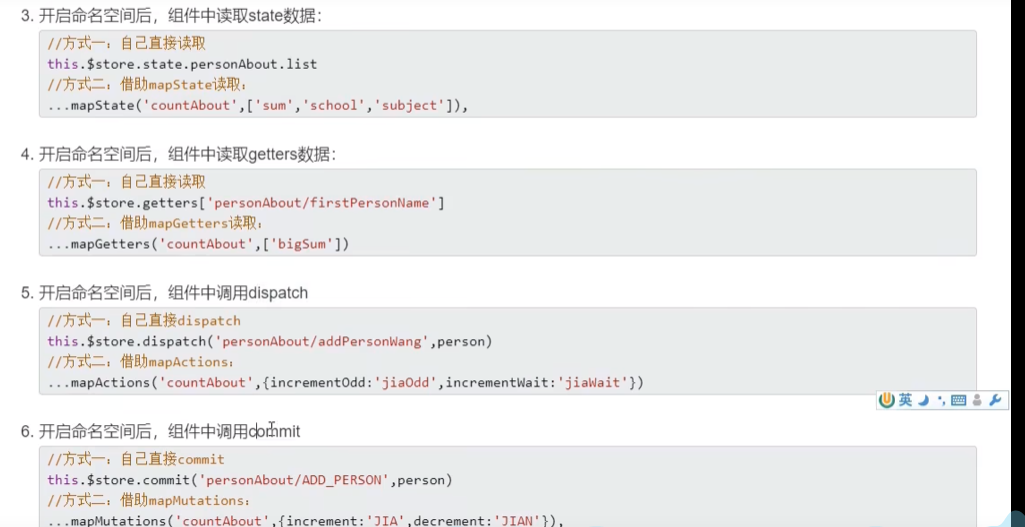 3. 开启命名空间后，组件中读取state数据：
//方式一：自己直接读取
this.$store.state.personAbout.list
//方式二：借助mapState读取：
...mapState('countAbout',['sum','school','subject']),
4. 开启命名空间后，组件中读取getters数据：
//方式一：自己直接读取
this.$store.getters['personAbout/firstPersonName']
//方式二：借助mapGetters读取：
...mapGetters('countAbout',['bigSum'])
5. 开启命名空间后，组件中调用dispatch
//方式一：自己直接dispatch
this.$store.dispatch('personAbout/addPersonWang',person)
//方式二：借助mapActions：
...mapActions('countAbout',{incrementOdd:'jiaOdd',incrementWait:'jiaWait'})
英
6. 开启命名空间后，组件中调用commit
//方式一：自己直接commit
this.$store.commit('personAbout/ADD_PERSON',person)
//方式二：借助mapMutations：
...mapMutations('countAbout',{increment:'JIA',decrement:'JIAN'}),